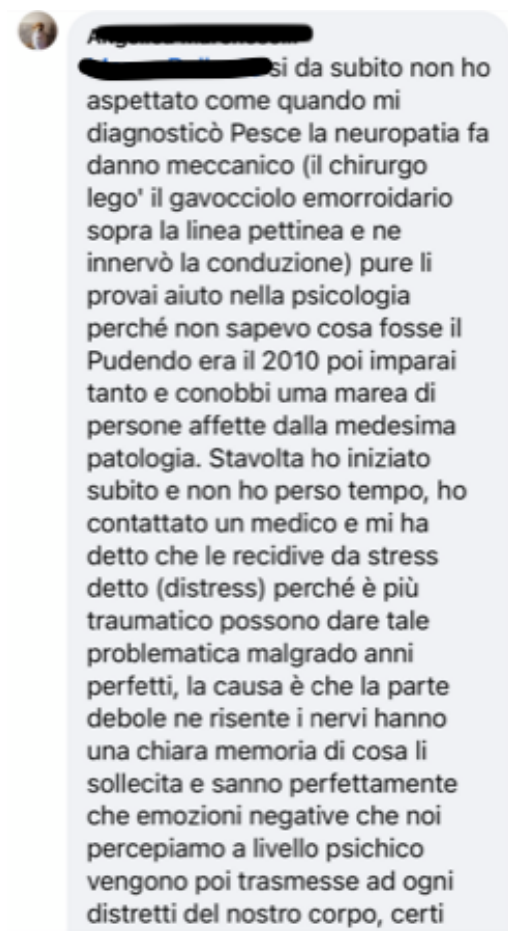 si da subito non ho
aspettato come quando mi
diagnosticò Pesce la neuropatia fa
danno meccanico (il chirurgo
lego' il gavocciolo emorroidario
sopra la linea pettinea e ne
innervò la conduzione) pure li
provai aiuto nella psicologia
perché non sapevo cosa fosse il
Pudendo era il 2010 poi imparai
tanto e conobbi uma marea di
persone affette dalla medesima
patologia. Stavolta ho iniziato
subito e non ho perso tempo, ho
contattato un medico e mi ha
detto che le recidive da stress
detto (distress) perché è più
traumatico possono dare tale
problematica malgrado anni
perfetti, la causa è che la parte
debole ne risente i nervi hanno
una chiara memoria di cosa li
sollecita e sanno perfettamente
che emozioni negative che noi
percepiamo a livello psichico
vengono poi trasmesse ad ogni
distretti del nostro corpo, certi